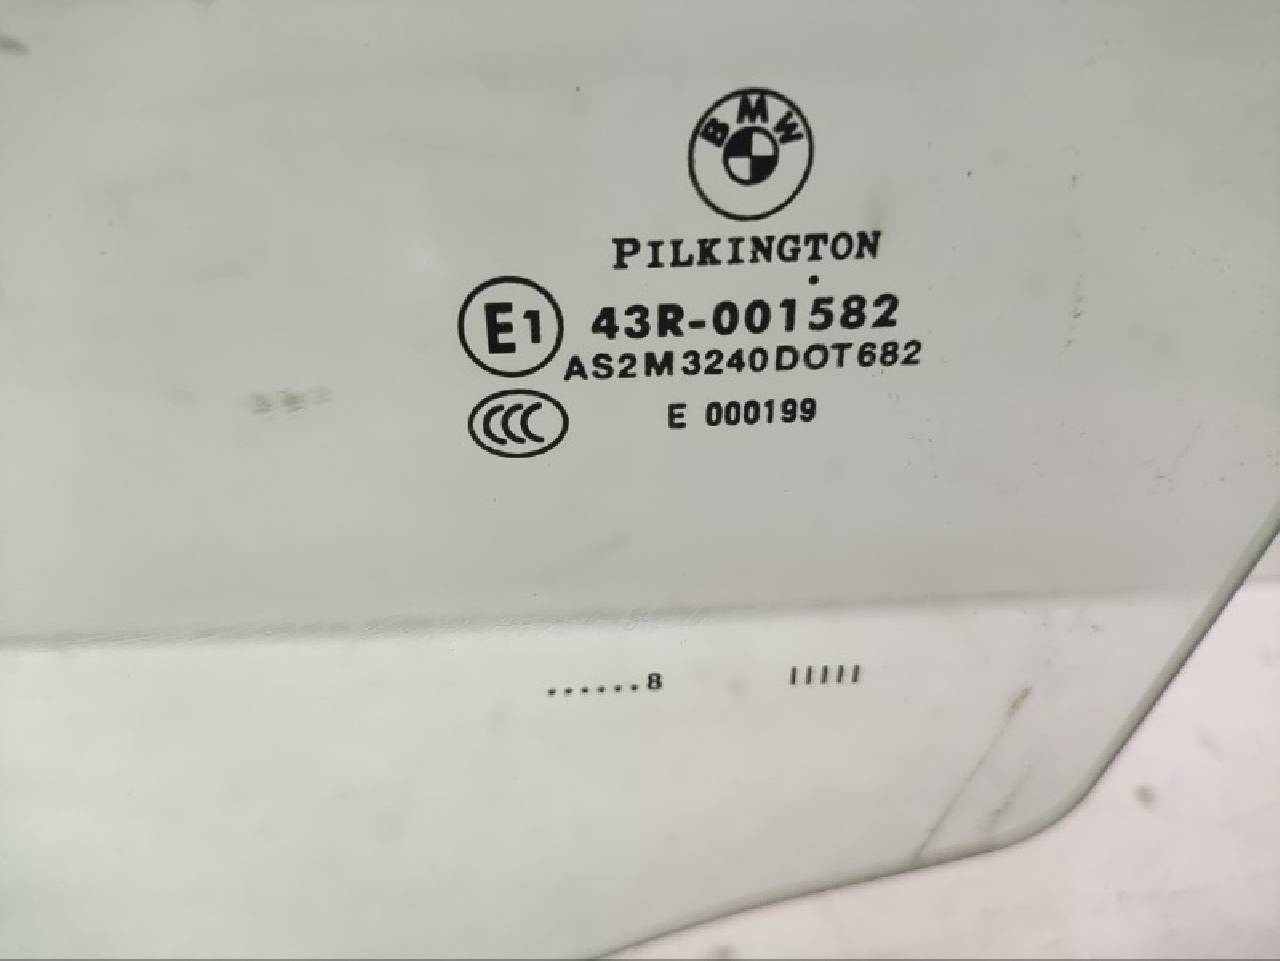 BMW
PILKINGTON
E1 43R-001582
AS2 M3240 DOT682
CCC E 000199
......8 IIIII